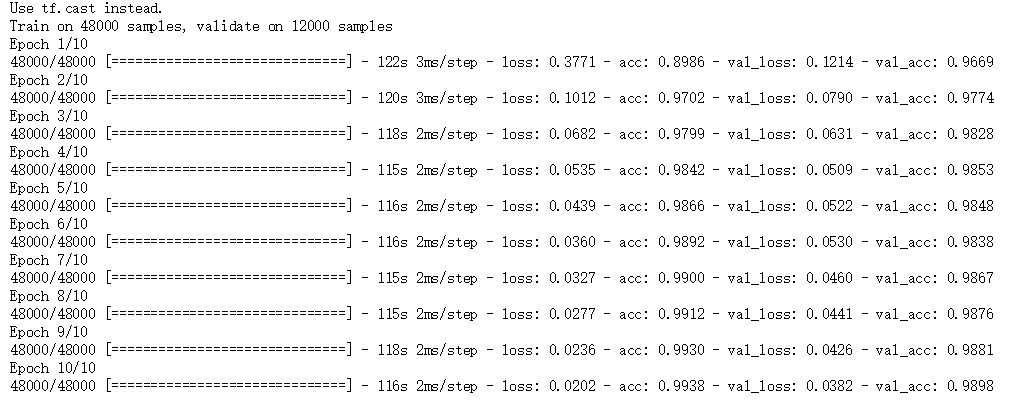 Use tf.cast instead.
Train on 48000 samples, validate on 12000 samples
Epoch 1/10
48000/48000 [==============================] - 122s 3ms/step - loss: 0.3771 - acc: 0.8986 - val_loss: 0.1214 - val_acc: 0.9669
Epoch 2/10
48000/48000 [==============================] - 120s 3ms/step - loss: 0.1012 - acc: 0.9702 - val_loss: 0.0790 - val_acc: 0.9774
Epoch 3/10
48000/48000 [==============================] - 118s 2ms/step - loss: 0.0682 - acc: 0.9799 - val_loss: 0.0631 - val_acc: 0.9828
Epoch 4/10
48000/48000 [==============================] - 115s 2ms/step - loss: 0.0535 - acc: 0.9842 - val_loss: 0.0509 - val_acc: 0.9853
Epoch 5/10
48000/48000 [==============================] - 116s 2ms/step - loss: 0.0439 - acc: 0.9866 - val_loss: 0.0522 - val_acc: 0.9848
Epoch 6/10
48000/48000 [==============================] - 116s 2ms/step - loss: 0.0360 - acc: 0.9892 - val_loss: 0.0530 - val_acc: 0.9838
Epoch 7/10
48000/48000 [==============================] - 115s 2ms/step - loss: 0.0327 - acc: 0.9900 - val_loss: 0.0460 - val_acc: 0.9867
Epoch 8/10
48000/48000 [==============================] - 115s 2ms/step - loss: 0.0277 - acc: 0.9912 - val_loss: 0.0441 - val_acc: 0.9876
Epoch 9/10
48000/48000 [==============================] - 118s 2ms/step - loss: 0.0236 - acc: 0.9930 - val_loss: 0.0426 - val_acc: 0.9881
Epoch 10/10
48000/48000 [==============================] - 116s 2ms/step - loss: 0.0202 - acc: 0.9938 - val_loss: 0.0382 - val_acc: 0.9898